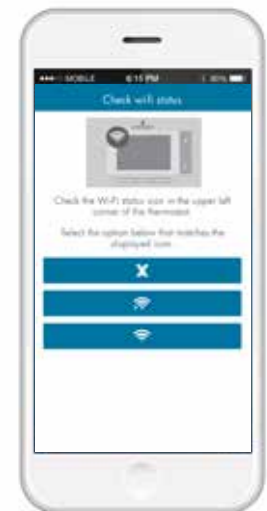 MOBILE 6:15 PM
Check wifi status
Check the Wi-Fi status icon in the upper left
corner of the thermostat.
Select the option below that matches the
displayed icon.
X